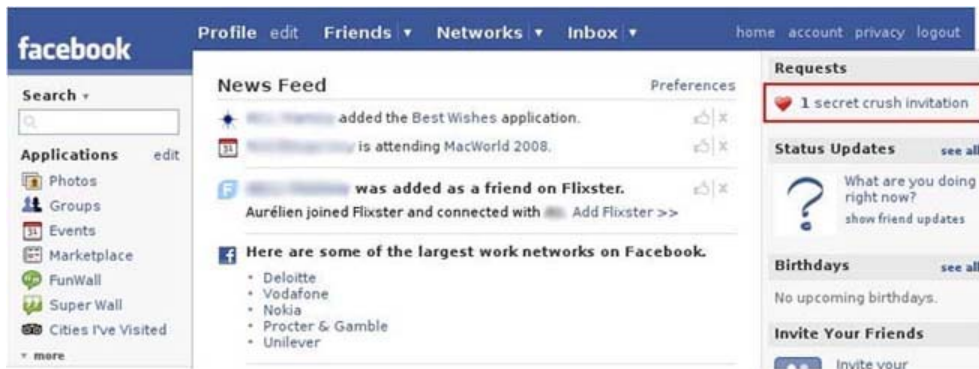 facebook
Profile edit Friends Networks Inbox
home account privacy logout
Search
Applications edit
Photos
Groups
31 Events
Marketplace
FunWall
Super Wall
Cities I've Visited
more
News Feed Preferences
added the Best Wishes application.
31 is attending MacWorld 2008.
was added as a friend on Flixster.
Aurélien joined Flixster and connected with Add Flixster >>
Here are some of the largest work networks on Facebook.
• Deloitte
• Vodafone
• Nokia
• Procter & Gamble
• Unilever
Requests
1 secret crush invitation
Status Updates see all
What are you doing
right now?
show friend updates
Birthdays see all
No upcoming birthdays.
Invite Your Friends
Invite your